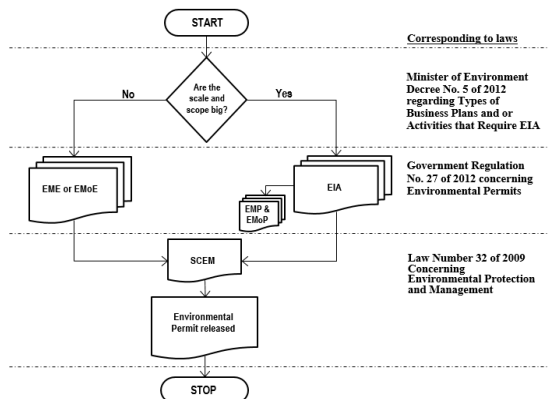 START
Corresponding to laws
Are the
scale and
scope big?
No
Yes
Minister of Environment
Decree No. 5 of 2012
regarding Types of
Business Plans and or
Activities that Require EIA
EME or EMoE
EIA
EMP &
EMoP
Government Regulation
No. 27 of 2012 concerning
Environmental Permits
SCEM
Environmental
Permit released
Law Number 32 of 2009
Concerning
Environmental Protection
and Management
STOP